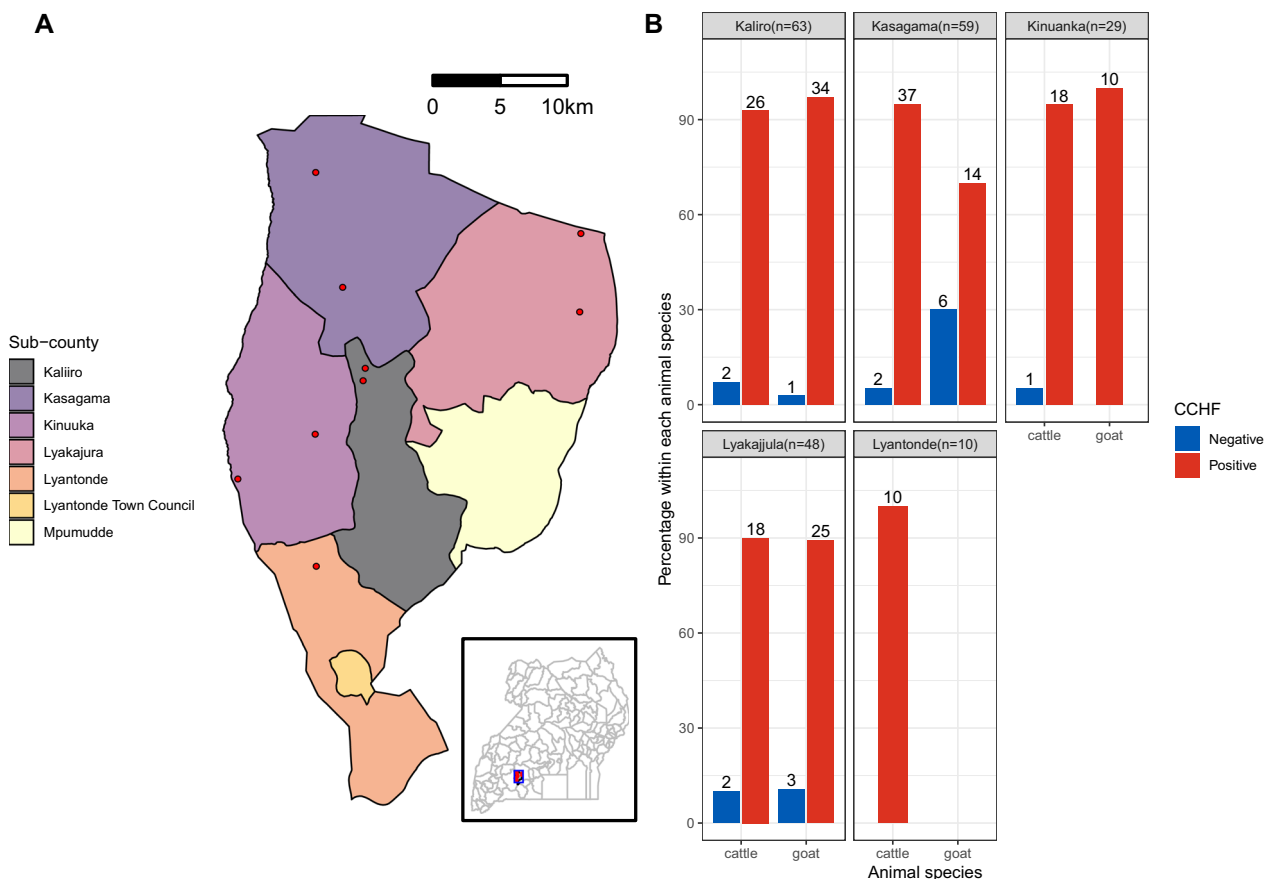 A
0 5 10km
Sub−county
Kaliiro
Kasagama
Kinuuka
Lyakajura
Lyantonde
Lyantonde Town Council
Mpumudde
B
Kaliro(n=63) Kasagama(n=59) Kinuanka(n=29)
Percentage within each animal species
90
60
30
0
2 26 1 34
2 37 6 14
1 18 10
cattle goat
Lyakajjula(n=48) Lyantonde(n=10)
90
60
30
0
2 18 3 25
10
cattle goat cattle goat
Animal species
CCHF
Negative
Positive